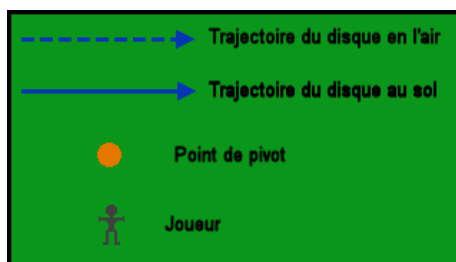 Trajectoire du disque en l'air
Trajectoire du disque au sol
Point de pivot
Joueur